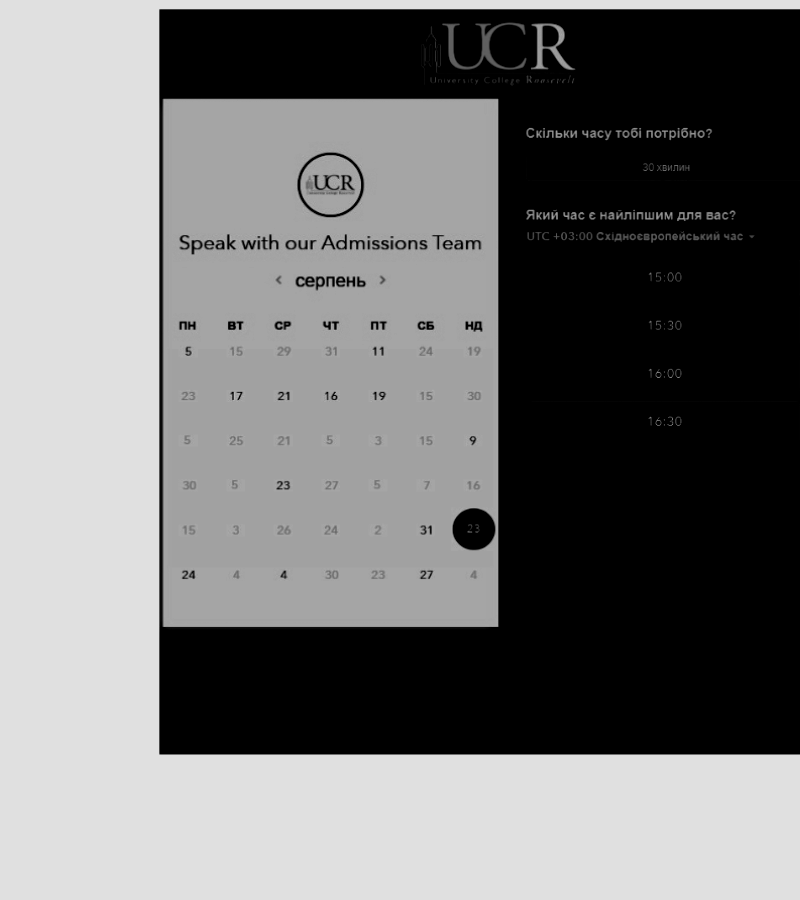 UCR
University College Roosevelt
UCR
Speak with our Admissions Team
< серпень >
ПН ВТ СР ЧТ ПТ СБ НД
5 15 29 31 11 24 19
23 17 21 16 19 15 30
5 25 21 5 3 15 9
30 5 23 27 5 7 16
15 3 26 24 2 31 23
24 4 4 30 23 27 4
Скільки часу тобі потрібно?
30 хвилин
Який час є найліпшим для вас?
UTC +03:00 Східноєвропейський час
15:00
15:30
16:00
16:30